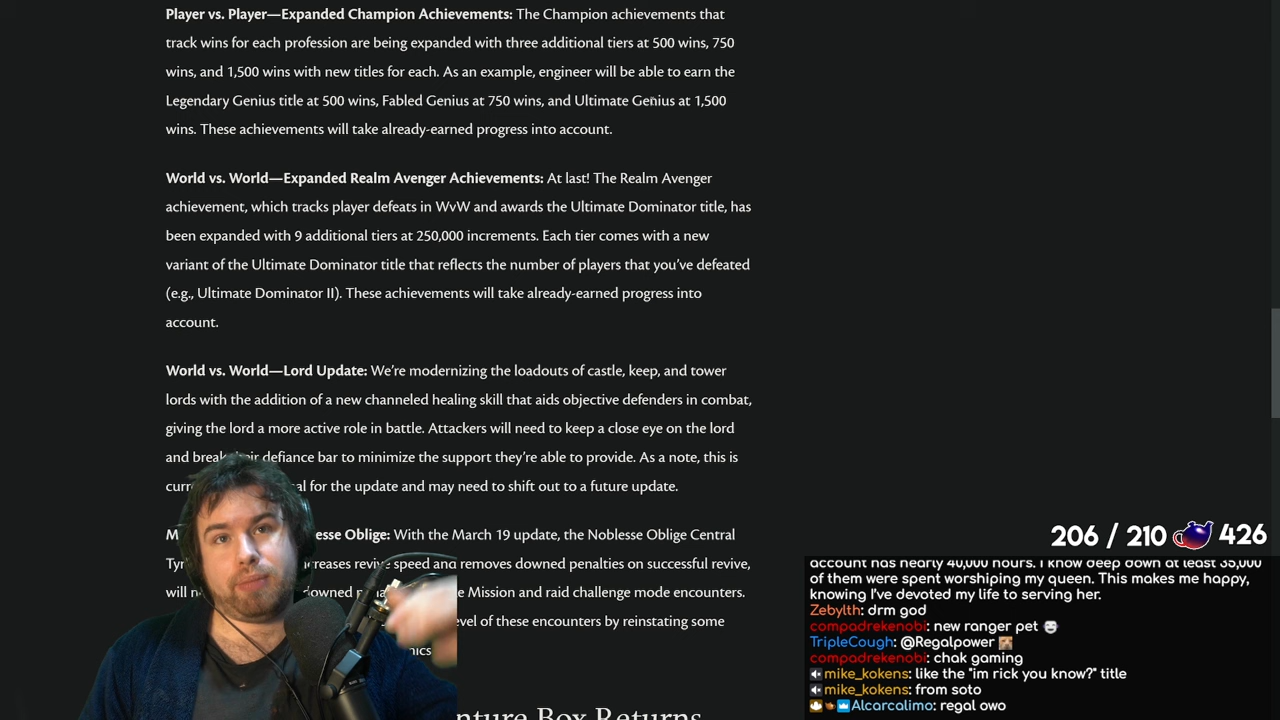 Player vs. Player—Expanded Champion Achievements: The Champion achievements that
track wins for each profession are being expanded with three additional tiers at 500 wins, 750
wins, and 1,500 wins with new titles for each. As an example, engineer will be able to earn the
Legendary Genius title at 500 wins, Fabled Genius at 750 wins, and Ultimate Genius at 1,500
wins. These achievements will take already-earned progress into account.
World vs. World—Expanded Realm Avenger Achievements: At last! The Realm Avenger
achievement, which tracks player defeats in WvW and awards the Ultimate Dominator title, has
been expanded with 9 additional tiers at 250,000 increments. Each tier comes with a new
variant of the Ultimate Dominator title that reflects the number of players that you've defeated
(e.g., Ultimate Dominator II). These achievements will take already-earned progress into
account.
World vs. World—Lord Update: We're modernizing the loadouts of castle, keep, and tower
lords with the addition of a new channeled healing skill that aids objective defenders in combat,
giving the lord a more active role in battle. Attackers will need to keep a close eye on the lord
and break their defiance bar to minimize the support they're able to provide. As a note, this is
for the update and may need to shift out to a future update.
Oblige: With the March 19 update, the Noblesse Oblige Central
revive speed and removes downed penalties on successful revive,
will downed Mission and raid challenge mode encounters.
of these encounters by reinstating some
Returns
206 / 210 426
account has nearly 40,000 hours. I know deep down at least 35,000
of them were spent worshiping my queen. This makes me happy,
knowing I've devoted my life to serving her.
Zebylth: drm god
compadrekenobi: new ranger pet
TripleCough: @Regalpower
compadrekenobi: chak gaming
mike_kokens: like the "im rick you know?" title
mike_kokens: from soto
Alcarcalimo: regal owo